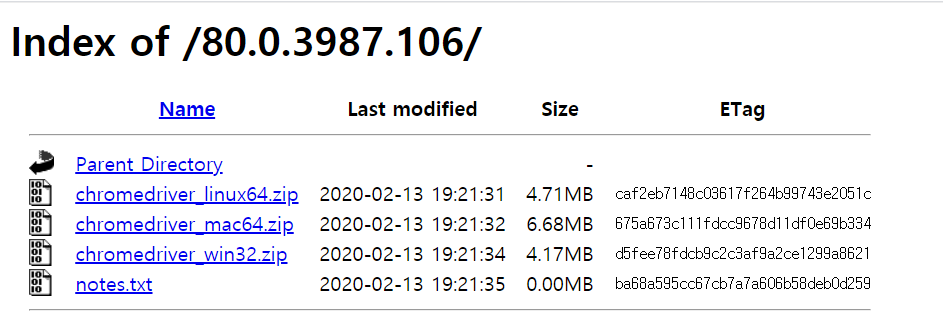 Index of /80.0.3987.106/
Name Last modified Size ETag
Parent Directory -
chromedriver_linux64.zip 2020-02-13 19:21:31 4.71MB caf2eb7148c03617f264b99743e2051c
chromedriver_mac64.zip 2020-02-13 19:21:32 6.68MB 675a673c111fdcc9678d11df0e69b334
chromedriver_win32.zip 2020-02-13 19:21:34 4.17MB d5fee78fdcb9c2c3af9a2ce1299a8621
notes.txt 2020-02-13 19:21:35 0.00MB ba68a595cc67cb7a7a606b58deb0d259